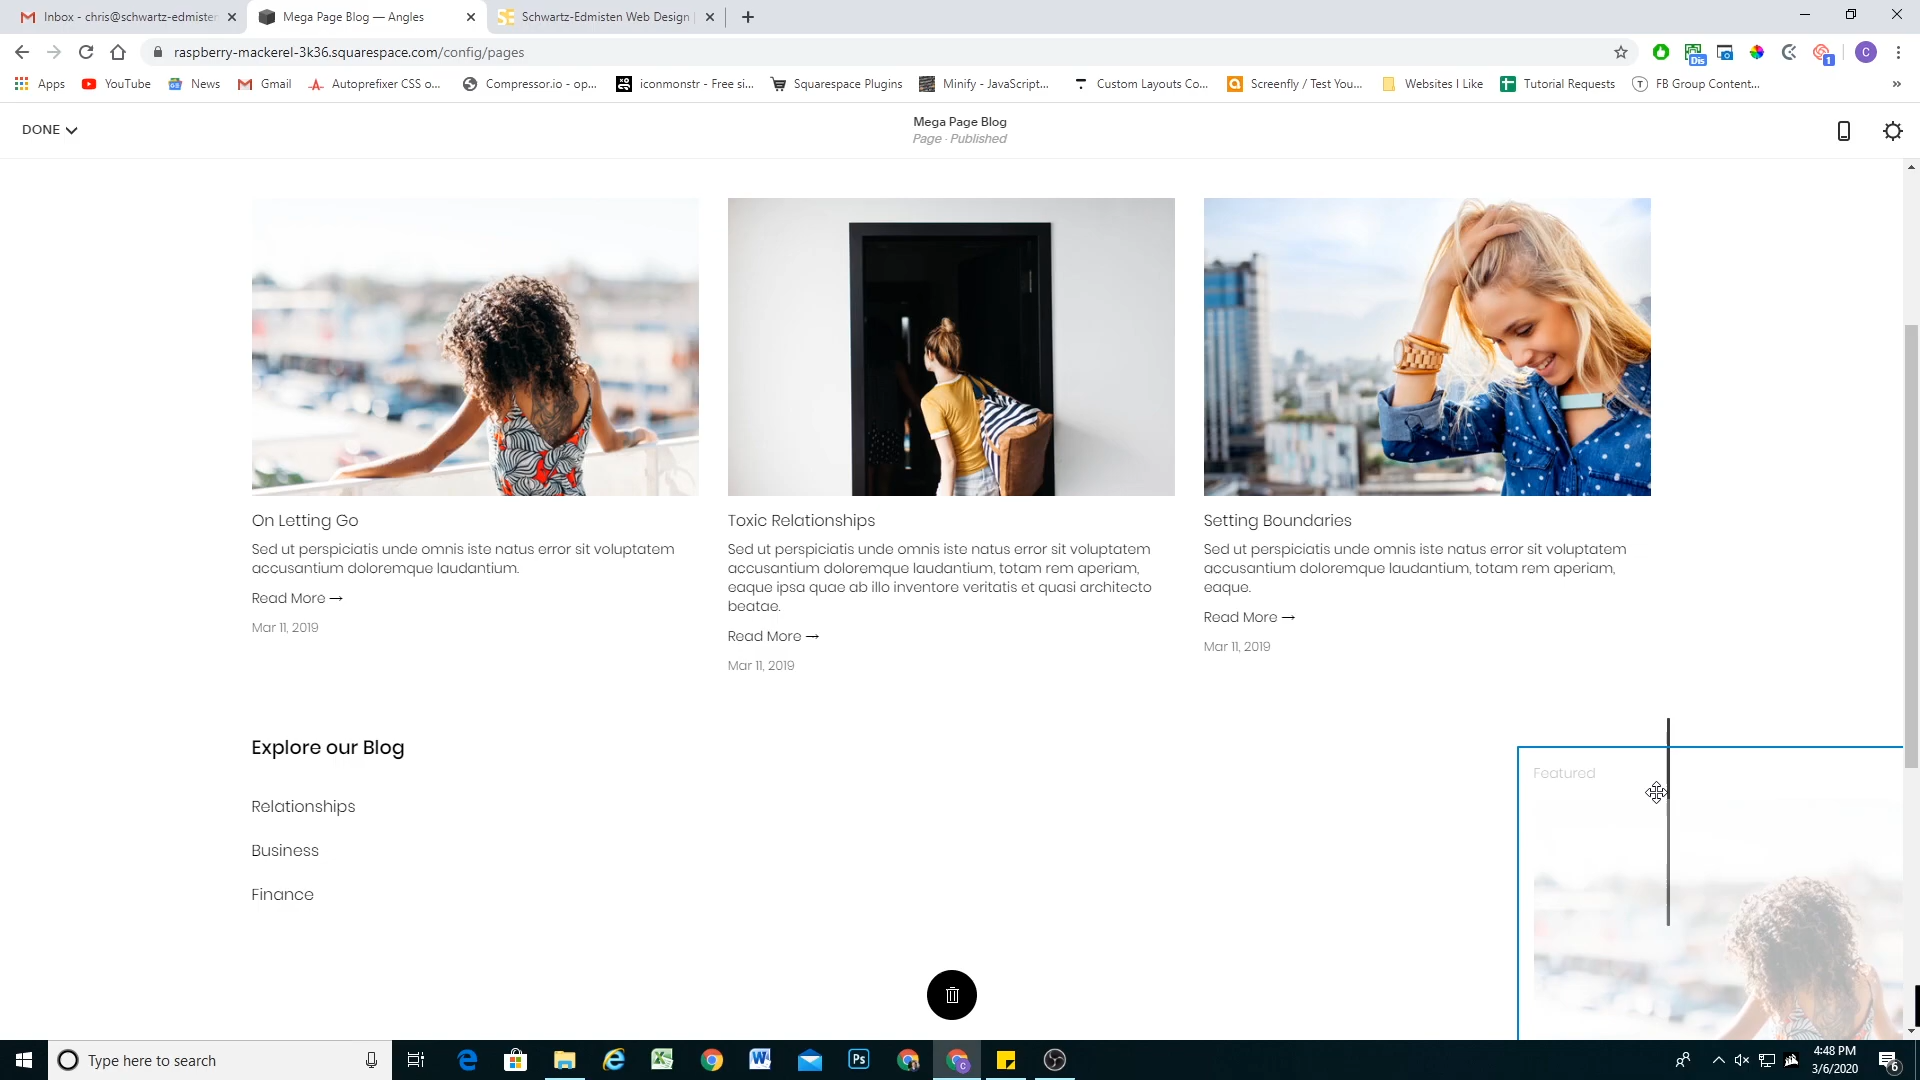 Inbox - chris@schwartz-edmisten
Mega Page Blog — Angles
Schwartz-Edmisten Web Design |
raspberry-mackerel-3k36.squarespace.com/config/pages
Dis
1
C
Apps
YouTube
News
Gmail
Autoprefixer CSS o...
Compressor.io - op...
iconmonstr - Free si...
Squarespace Plugins
Minify - JavaScript...
Custom Layouts Co...
Screenfly / Test You...
Websites I Like
Tutorial Requests
FB Group Content...
»
DONE
Mega Page Blog
Page · Published
On Letting Go
Sed ut perspiciatis unde omnis iste natus error sit voluptatem
accusantium doloremque laudantium.
Read More →
Mar 11, 2019
Toxic Relationships
Sed ut perspiciatis unde omnis iste natus error sit voluptatem
accusantium doloremque laudantium, totam rem aperiam,
eaque ipsa quae ab illo inventore veritatis et quasi architecto
beatae.
Read More →
Mar 11, 2019
Setting Boundaries
Sed ut perspiciatis unde omnis iste natus error sit voluptatem
accusantium doloremque laudantium, totam rem aperiam,
eaque.
Read More →
Mar 11, 2019
Explore our Blog
Relationships
Business
Finance
Featured
Type here to search
Ps
4:48 PM
3/6/2020
6